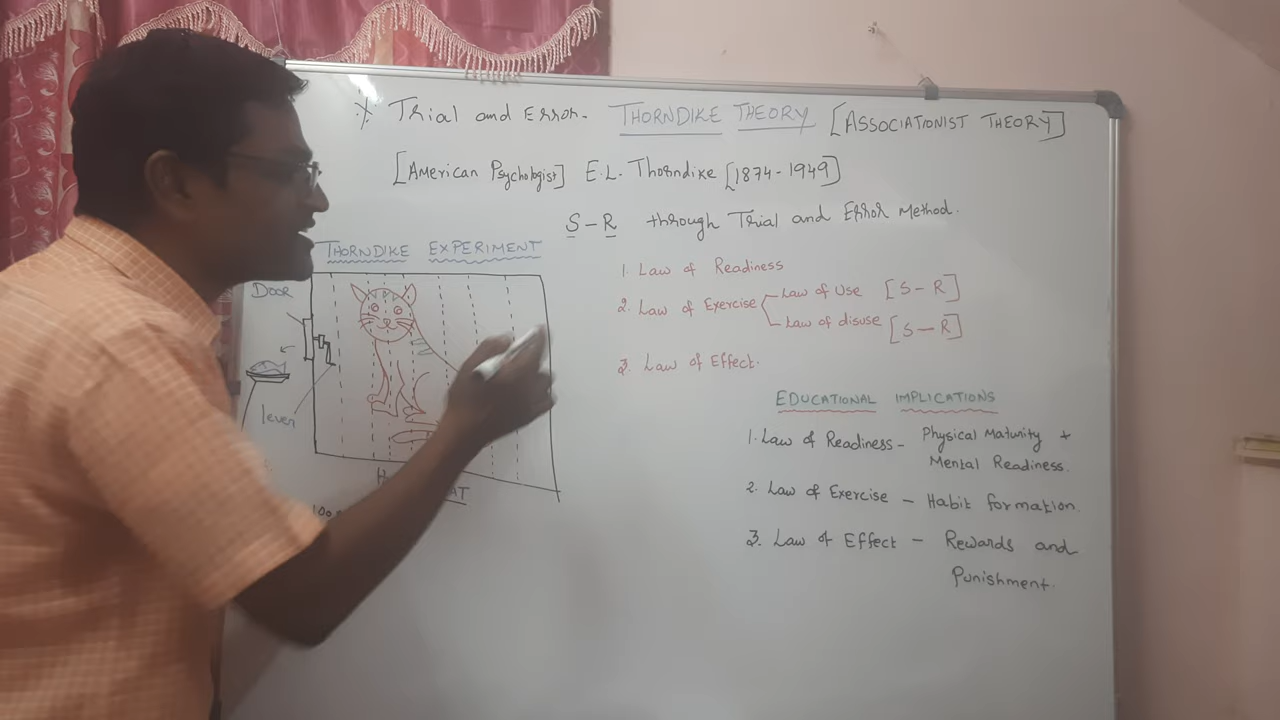 Trial and Error. THORNDIKE THEORY [ASSOCIATIONIST THEORY]
[American Psychologist] E.L. Thorndike [1874-1949]
S-R through Trial and Error Method.
THORNDIKE EXPERIMENT
DOOR
lever
1. Law of Readiness
2. Law of Exercise
Law of Use [S-R]
Law of disuse [S-R]
3. Law of Effect.
EDUCATIONAL IMPLICATIONS
1. Law of Readiness - Physical Maturity +
Mental Readiness.
2. Law of Exercise - Habit formation.
3. Law of Effect - Rewards and
Punishment.